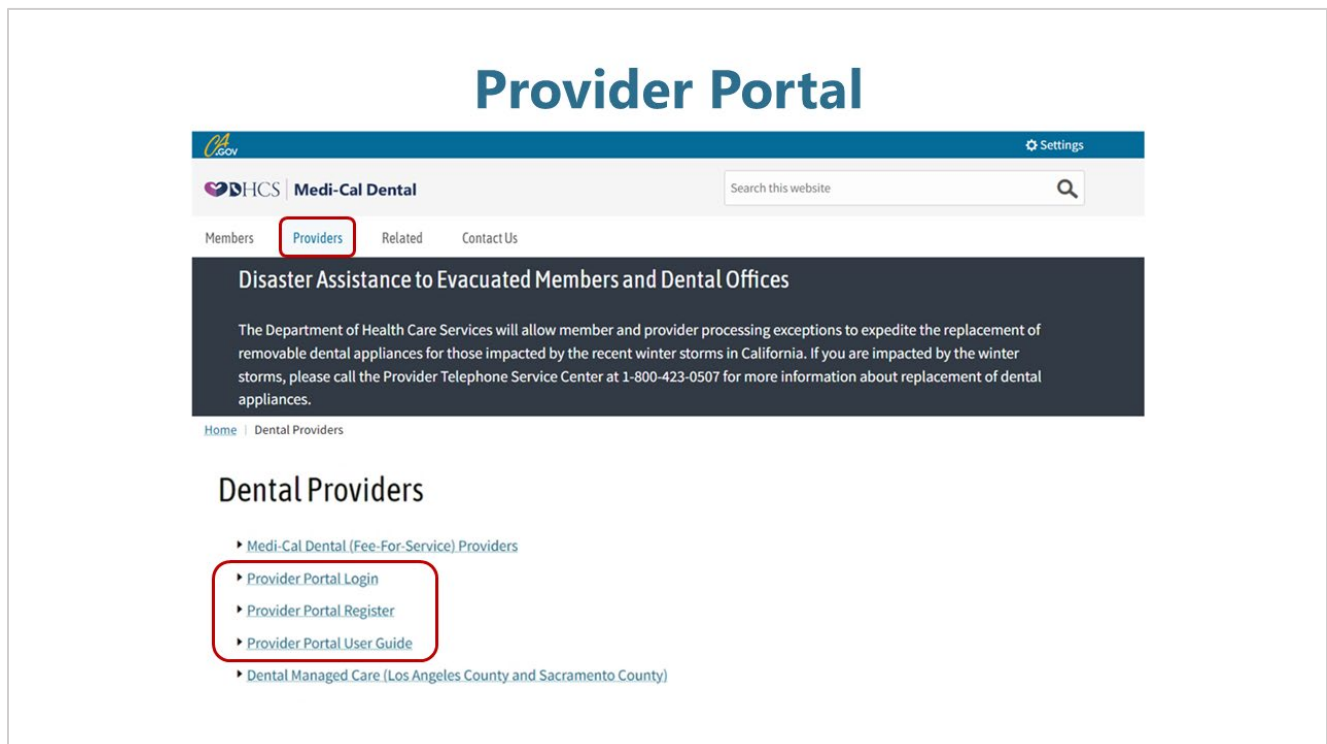 Provider Portal
CA.GOV
Settings
DHCS | Medi-Cal Dental
Search this website
Members Providers Related Contact Us
Disaster Assistance to Evacuated Members and Dental Offices
The Department of Health Care Services will allow member and provider processing exceptions to expedite the replacement of
removable dental appliances for those impacted by the recent winter storms in California. If you are impacted by the winter
storms, please call the Provider Telephone Service Center at 1-800-423-0507 for more information about replacement of dental
appliances.
Home | Dental Providers
Dental Providers
Medi-Cal Dental (Fee-For-Service) Providers
Provider Portal Login
Provider Portal Register
Provider Portal User Guide
Dental Managed Care (Los Angeles County and Sacramento County)